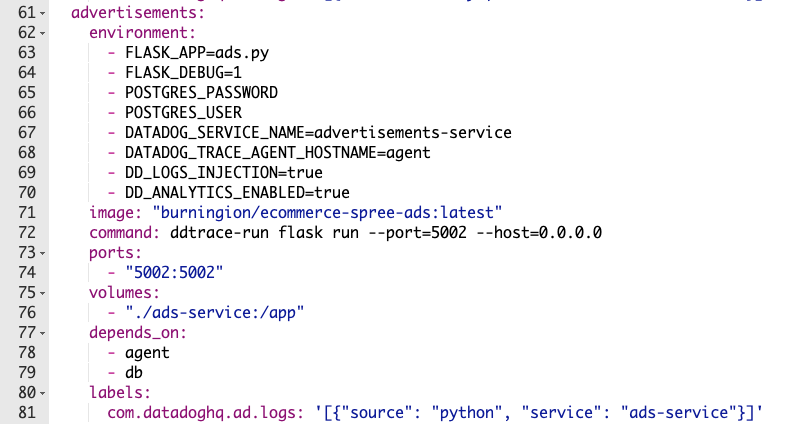 61 advertisements:
62 environment:
63 - FLASK_APP=ads.py
64 - FLASK_DEBUG=1
65 - POSTGRES_PASSWORD
66 - POSTGRES_USER
67 - DATADOG_SERVICE_NAME=advertisements-service
68 - DATADOG_TRACE_AGENT_HOSTNAME=agent
69 - DD_LOGS_INJECTION=true
70 - DD_ANALYTICS_ENABLED=true
71 image: "burningion/ecommerce-spree-ads:latest"
72 command: ddtrace-run flask run --port=5002 --host=0.0.0.0
73 ports:
74 - "5002:5002"
75 volumes:
76 - "./ads-service:/app"
77 depends_on:
78 - agent
79 - db
80 labels:
81 com.datadoghq.ad.logs: '[{"source": "python", "service": "ads-service"}]'